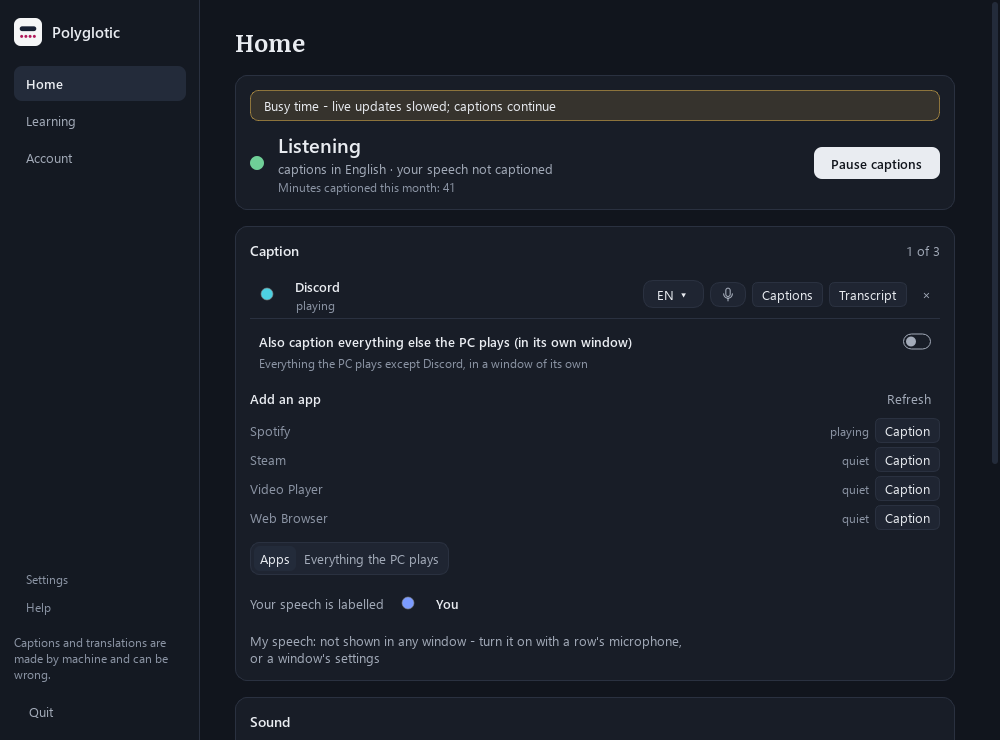 Polyglotic
Home
Learning
Account
Settings
Help
Captions and translations are
made by machine and can be
wrong.
Quit
Home
Busy time - live updates slowed; captions continue
Listening
captions in English · your speech not captioned
Minutes captioned this month: 41
Pause captions
Caption
1 of 3
Discord
playing
EN ▾
Captions
Transcript
×
Also caption everything else the PC plays (in its own window)
Everything the PC plays except Discord, in a window of its own
Add an app
Refresh
Spotify
playing
Caption
Steam
quiet
Caption
Video Player
quiet
Caption
Web Browser
quiet
Caption
Apps
Everything the PC plays
Your speech is labelled
You
My speech: not shown in any window - turn it on with a row's microphone,
or a window's settings
Sound